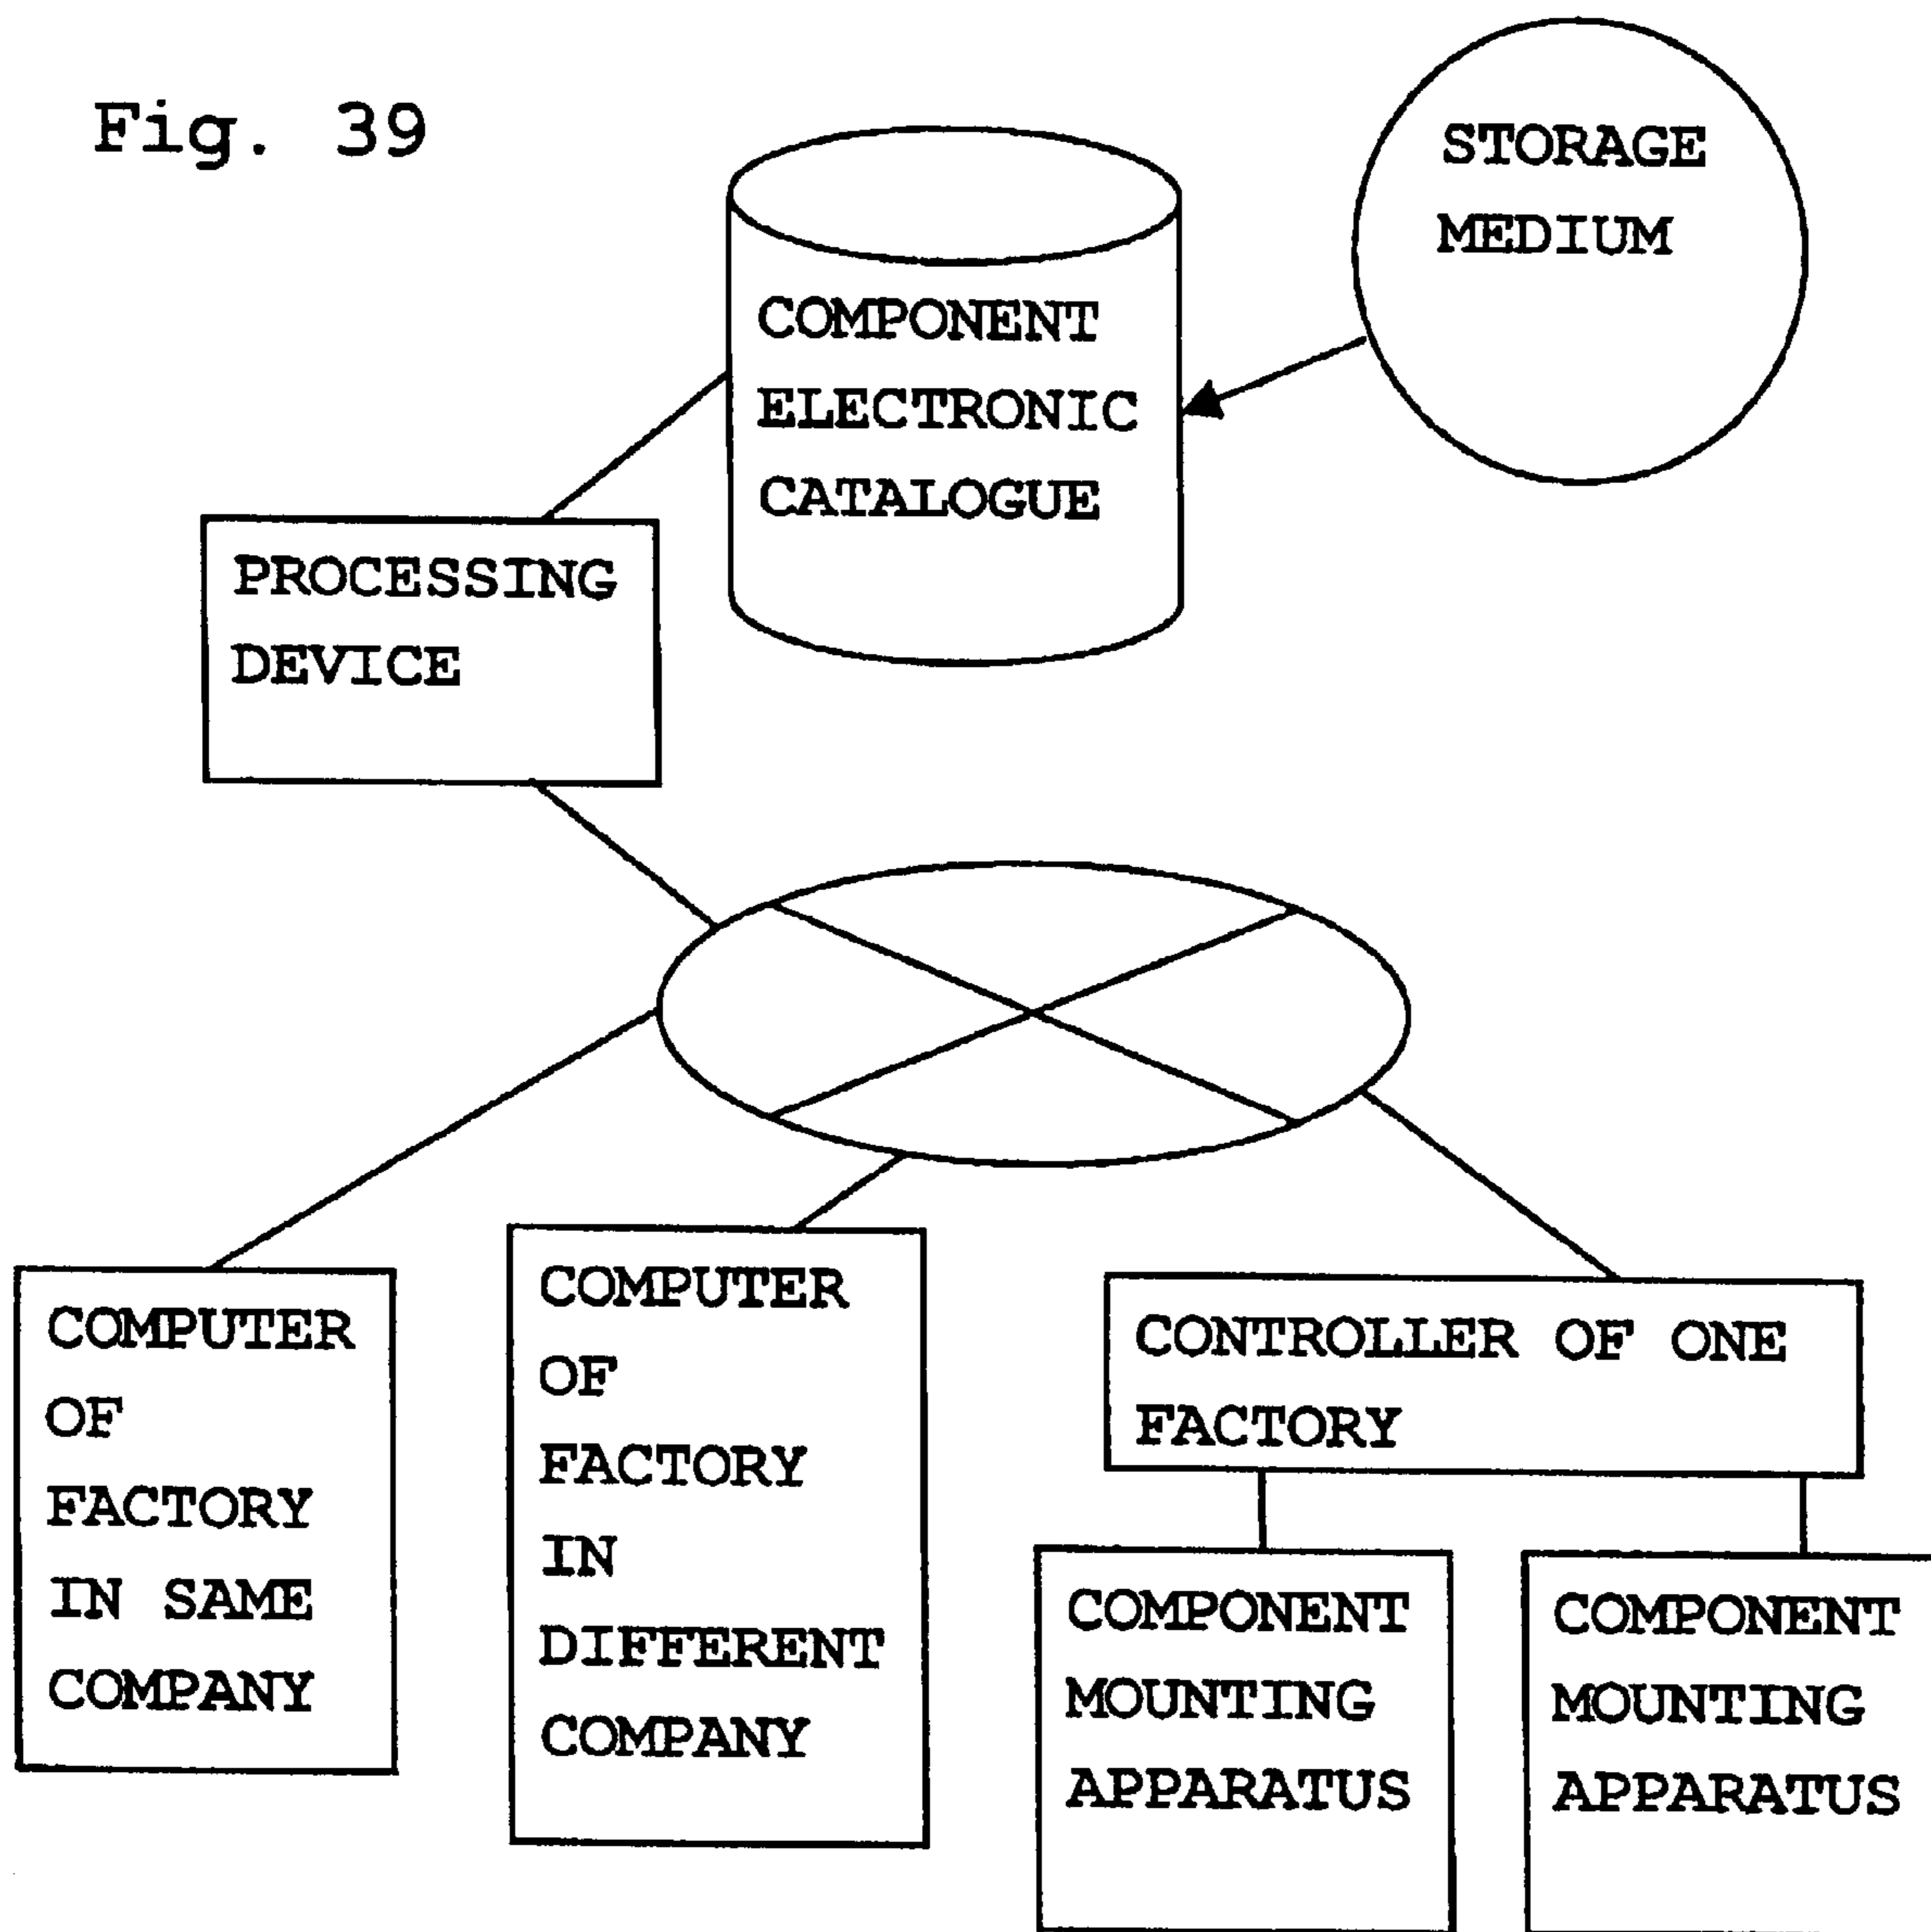 Fig. 39
STORAGE
MEDIUM
COMPONENT
ELECTRONIC
CATALOGUE
PROCESSING
DEVICE
COMPUTER
OF
FACTORY
IN SAME
COMPANY
COMPUTER
OF
FACTORY
IN
DIFFERENT
COMPANY
CONTROLLER OF ONE
FACTORY
COMPONENT
MOUNTING
APPARATUS
COMPONENT
MOUNTING
APPARATUS